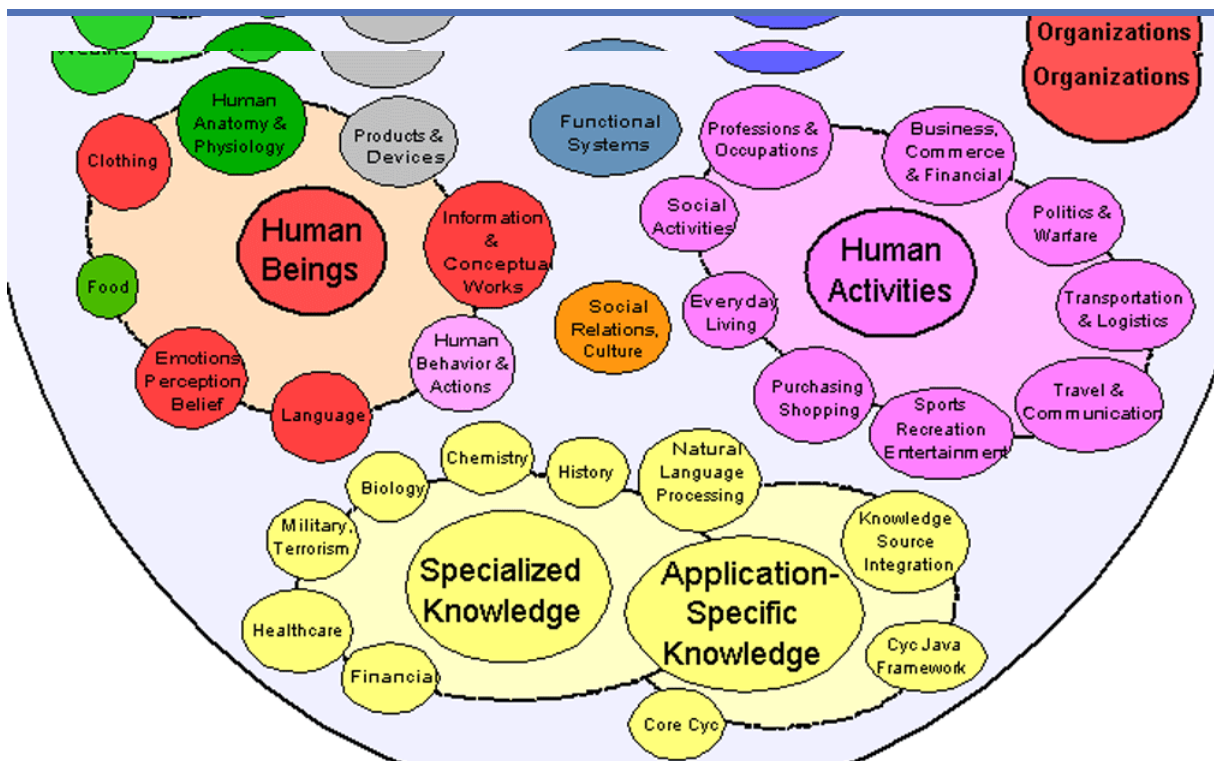 Organizations
Organizations
Human
Anatomy &
Physiology
Clothing
Products &
Devices
Human
Beings
Information
&
Conceptual
Works
Food
Emotions
Perception
Belief
Language
Human
Behavior &
Actions
Functional
Systems
Social
Relations,
Culture
Professions &
Occupations
Business,
Commerce
& Financial
Social
Activities
Politics &
Warfare
Human
Activities
Everyday
Living
Transportation
& Logistics
Purchasing
Shopping
Sports
Recreation
Entertainment
Travel &
Communication
Chemistry
History
Natural
Language
Processing
Biology
Military,
Terrorism
Knowledge
Source
Integration
Specialized
Knowledge
Application-
Specific
Knowledge
Healthcare
Financial
Cyc Java
Framework
Core Cyc